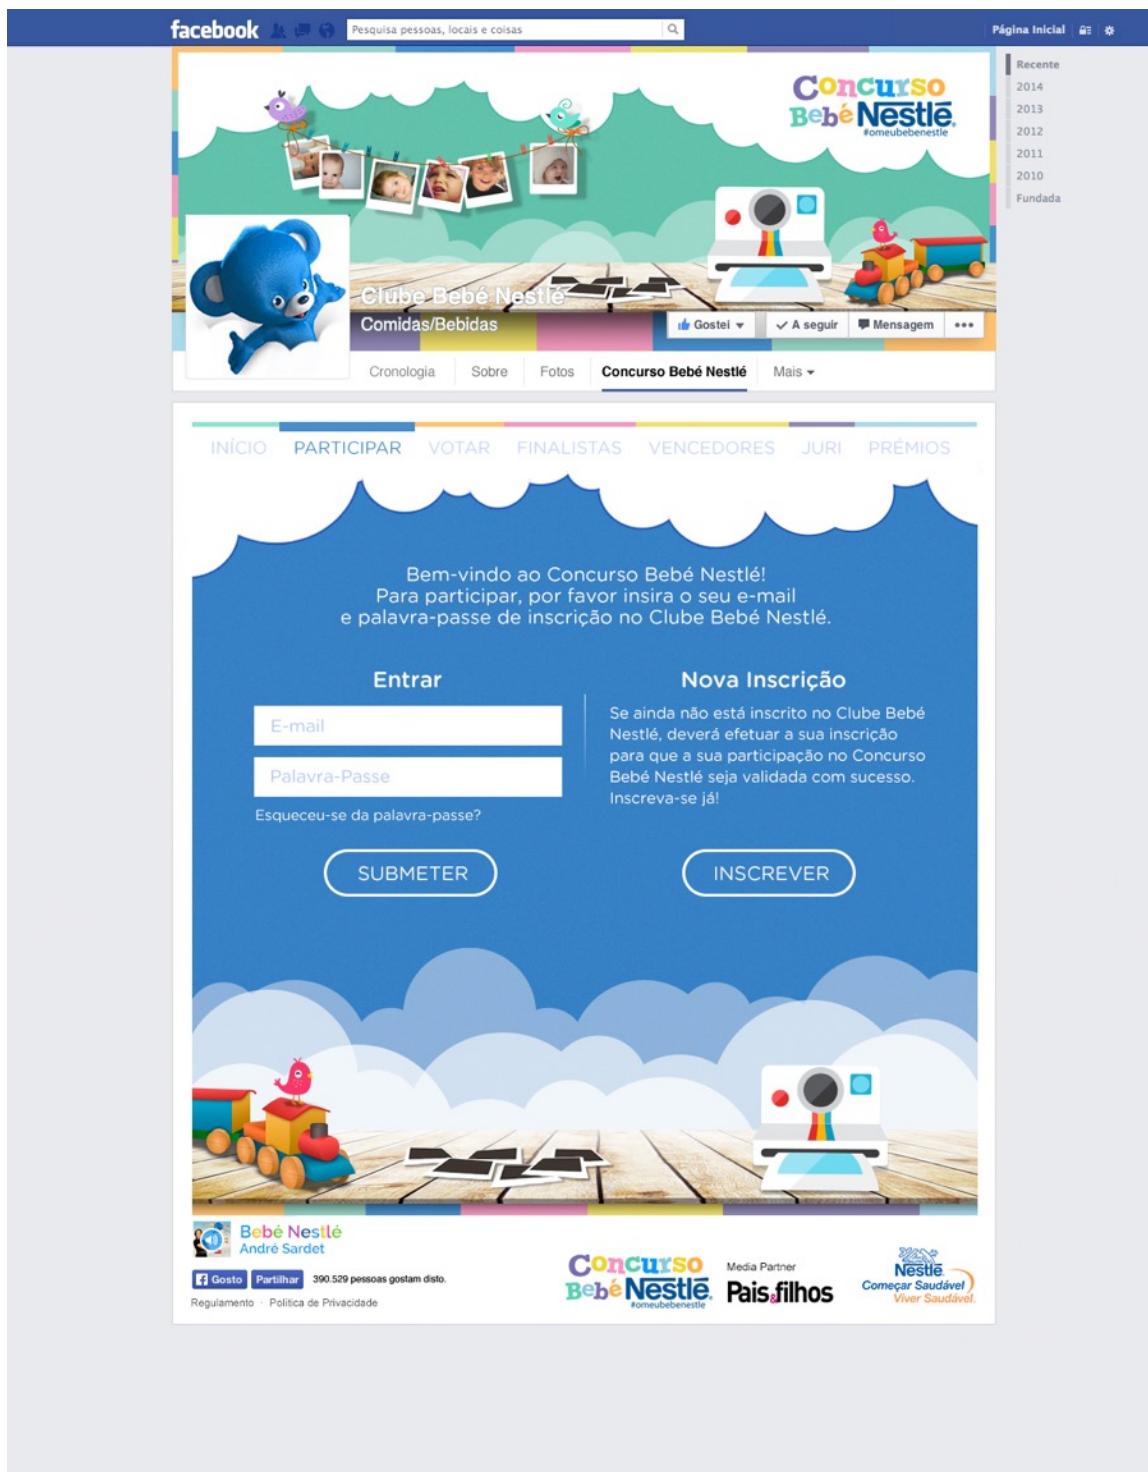 facebook
Pesquisa pessoas, locais e coisas
Página Inicial
Recente
2014
2013
2012
2011
2010
Fundada
Concurso
Bebé Nestlé
#omeubebenestle
Clube Bebé Nestlé
Comidas/Bebidas
Gostei
A seguir
Mensagem
Cronologia
Sobre
Fotos
Concurso Bebé Nestlé
Mais
INÍCIO
PARTICIPAR
VOTAR
FINALISTAS
VENCEDORES
JURI
PRÉMIOS
Bem-vindo ao Concurso Bebé Nestlé!
Para participar, por favor insira o seu e-mail
e palavra-passe de inscrição no Clube Bebé Nestlé.
Entrar
E-mail
Palavra-Passe
Esqueceu-se da palavra-passe?
SUBMETER
Nova Inscrição
Se ainda não está inscrito no Clube Bebé
Nestlé, deverá efetuar a sua inscrição
para que a sua participação no Concurso
Bebé Nestlé seja validada com sucesso.
Inscreva-se já!
INSCREVER
Bebé Nestlé
André Sardet
Gosto
Partilhar
390.529 pessoas gostam disto.
Regulamento · Politica de Privacidade
Concurso
Bebé Nestlé
#omeubebenestle
Media Partner
Pais&filhos
Nestlé
Começar Saudável
Viver Saudável.